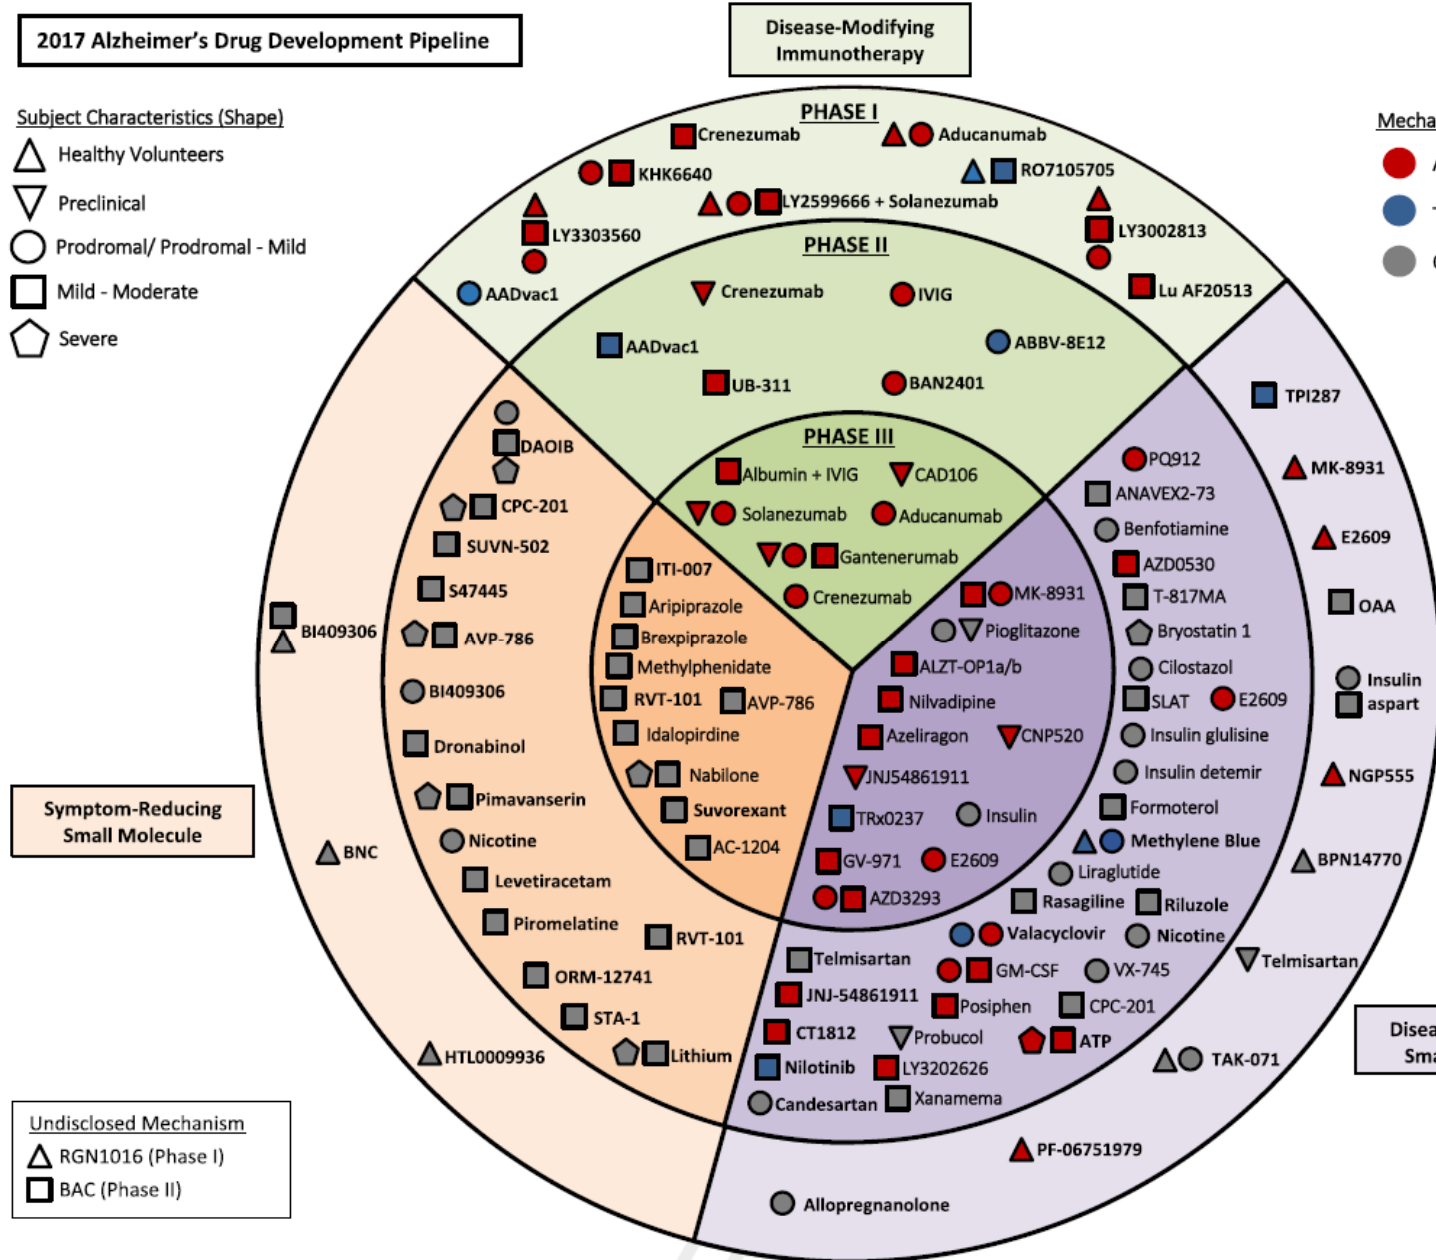 2017 Alzheimer's Drug Development Pipeline
Disease-Modifying
Immunotherapy
Subject Characteristics (Shape)
Healthy Volunteers
Preclinical
Prodromal/ Prodromal - Mild
Mild - Moderate
Severe
Mecha
PHASE I
Crenezumab
Aducanumab
KHK6640
RO7105705
LY2599666 + Solanezumab
LY3303560
LY3002813
AADvac1
Lu AF20513
PHASE II
Crenezumab
IVIG
AADvac1
ABBV-8E12
UB-311
BAN2401
PHASE III
Albumin + IVIG
CAD106
Solanezumab
Aducanumab
Gantenerumab
Crenezumab
DAOIB
CPC-201
SUVN-502
S47445
AVP-786
BI409306
BI409306
Dronabinol
Pimavanserin
Nicotine
BNC
Levetiracetam
Piromelatine
RVT-101
ORM-12741
STA-1
Lithium
HTL0009936
ITI-007
Aripiprazole
Brexpiprazole
Methylphenidate
RVT-101
AVP-786
Idalopirdine
Nabilone
Suvorexant
AC-1204
MK-8931
Pioglitazone
ALZT-OP1a/b
Nilvadipine
Azeliragon
CNP520
JNJ54861911
TRx0237
Insulin
GV-971
E2609
AZD3293
PQ912
ANAVEX2-73
Benfotiamine
AZD0530
T-817MA
Bryostatin 1
Cilostazol
SLAT
E2609
Insulin glulisine
Insulin detemir
Formoterol
Methylene Blue
Liraglutide
Rasagiline
Riluzole
Valacyclovir
Nicotine
Telmisartan
GM-CSF
VX-745
JNJ-54861911
Posiphen
CPC-201
CT1812
Probucol
ATP
Nilotinib
LY3202626
Candesartan
Xanamema
TPI287
MK-8931
E2609
OAA
Insulin
aspart
NGP555
BPN14770
Telmisartan
TAK-071
PF-06751979
Allopregnanolone
Symptom-Reducing
Small Molecule
Disea
Sma
Undisclosed Mechanism
RGN1016 (Phase I)
BAC (Phase II)